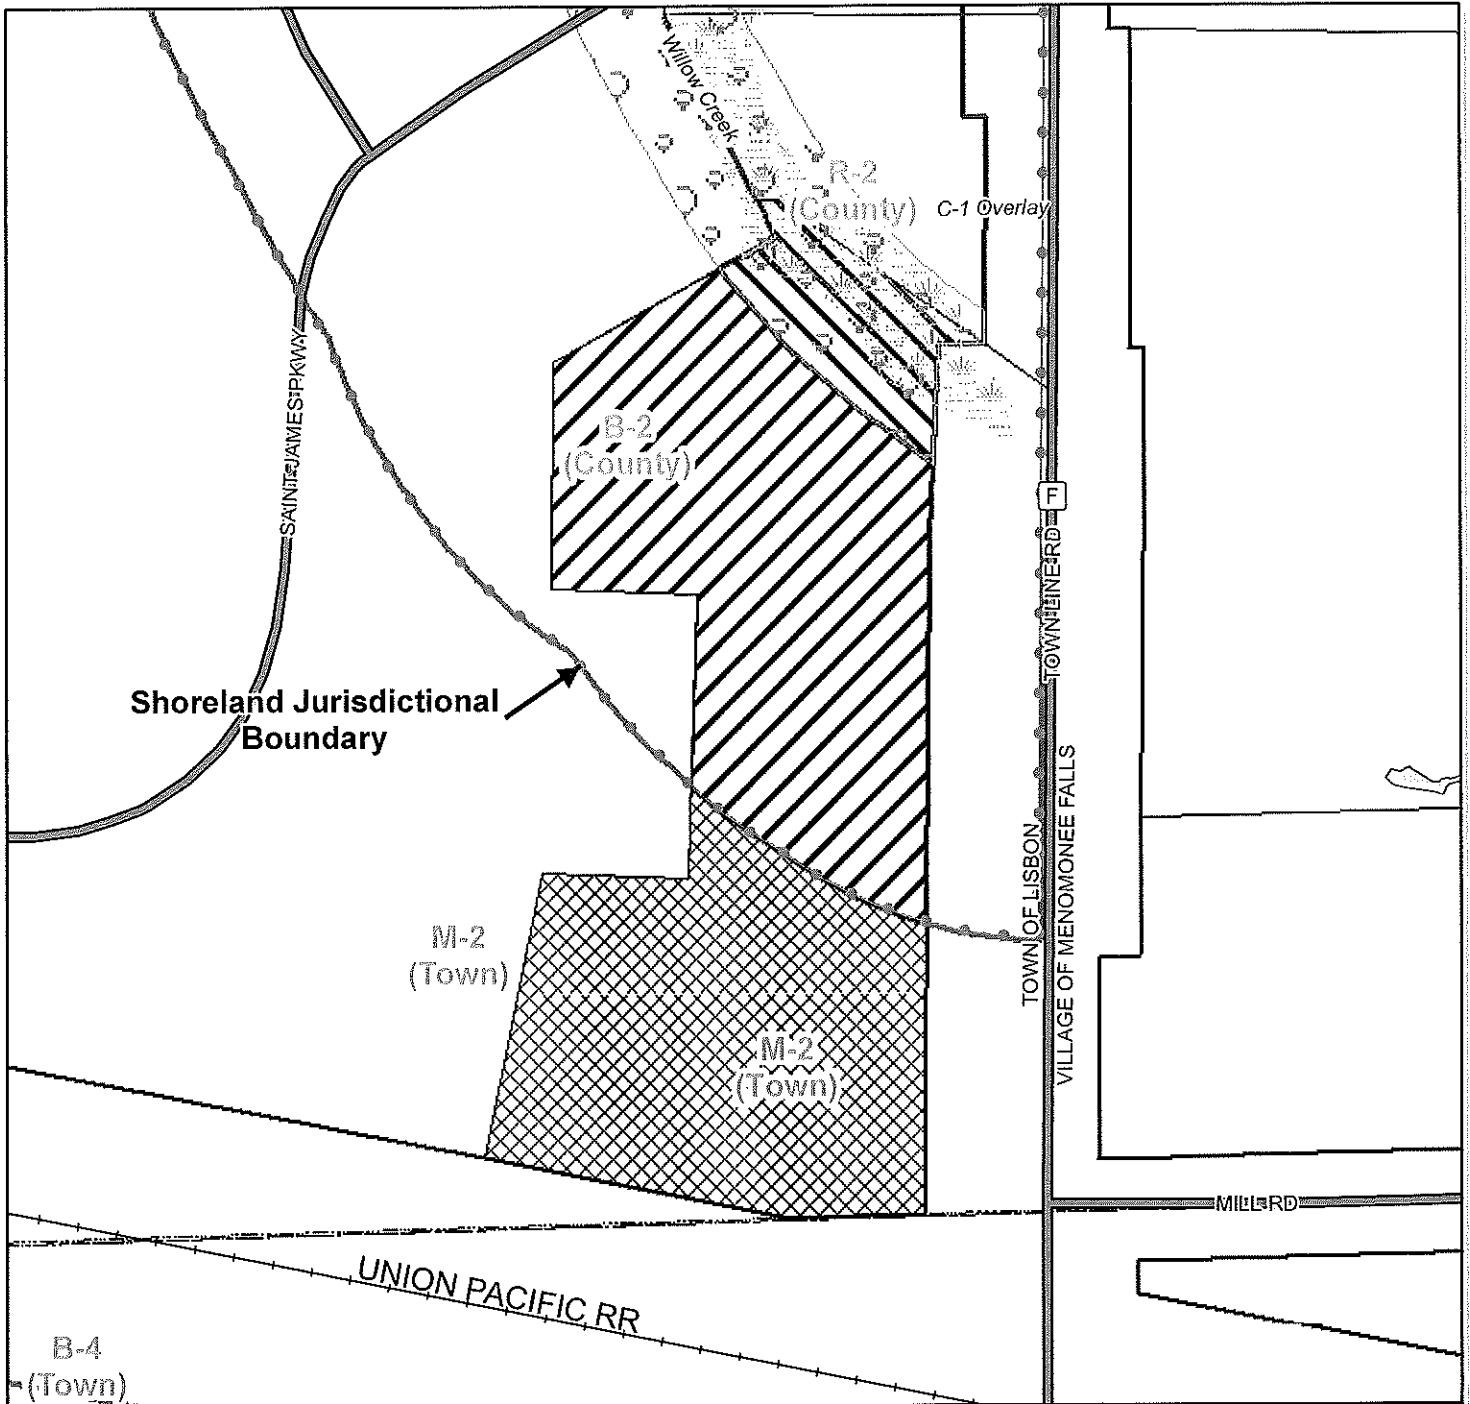 Willow Creek
R-2
(County)
C-1 Overlay
SAINT JAMES PKWY
B-2
(County)
F
TOWN LINE RD
Shoreland Jurisdictional
Boundary
TOWN OF LISBON
VILLAGE OF MENOMONEE FALLS
M-2
(Town)
M-2
(Town)
MILL RD
UNION PACIFIC RR
B-4
(Town)